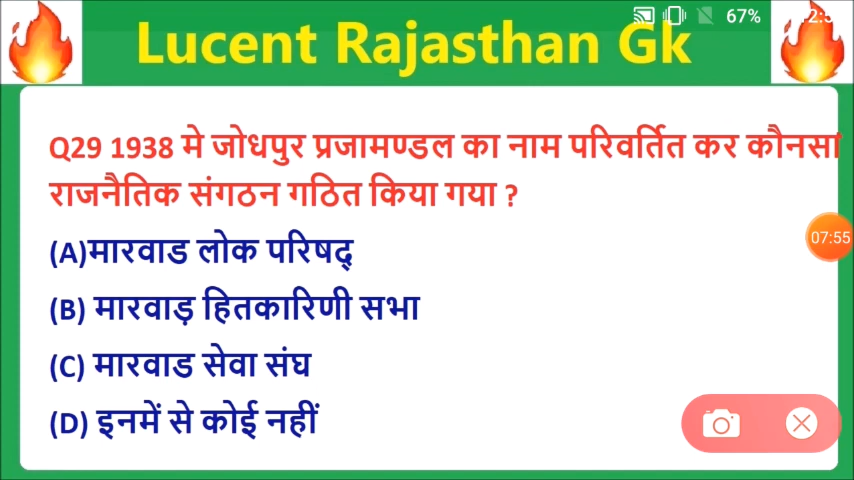 67%
Lucent Rajasthan Gk
Q29 1938 मे जोधपुर प्रजामण्डल का नाम परिवर्तित कर कौनसा
राजनैतिक संगठन गठित किया गया ?
(A)मारवाड लोक परिषद्
07:55
(B) मारवाड़ हितकारिणी सभा
(C) मारवाड सेवा संघ
(D) इनमें से कोई नहीं